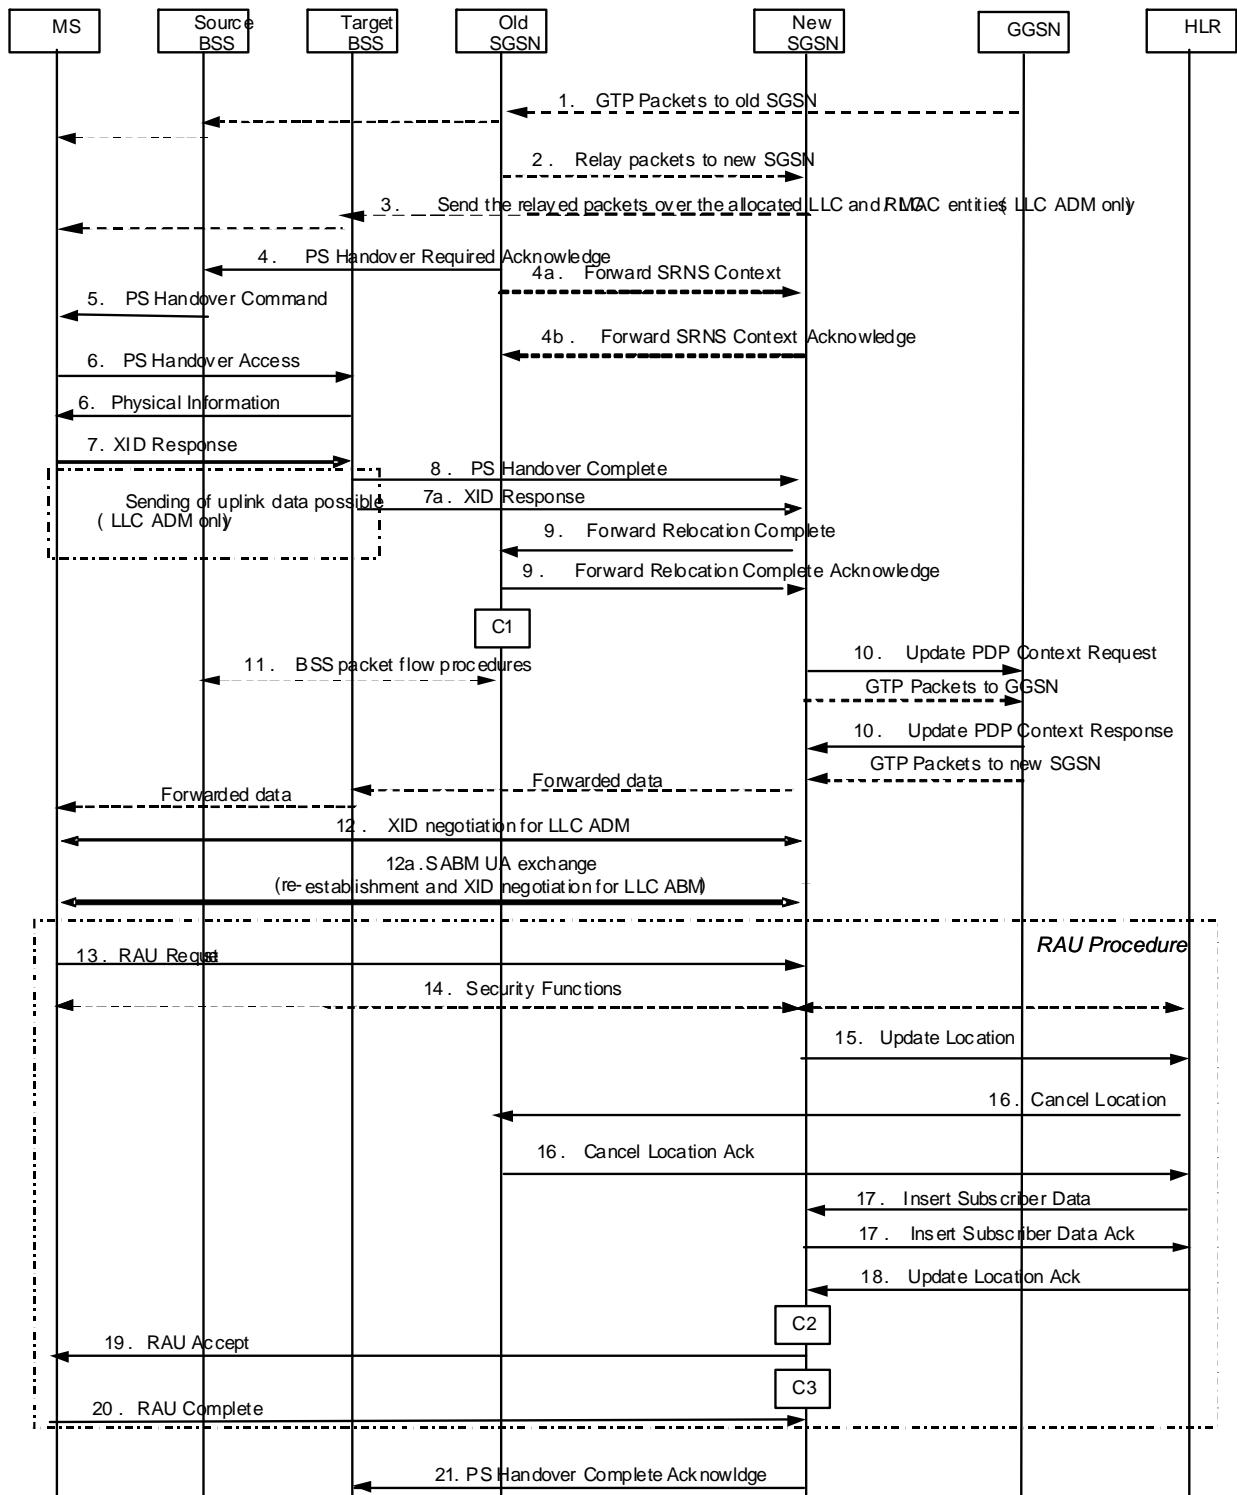 MS
Source
BSS
Target
BSS
Old
SGSN
New
SGSN
GGSN
HLR
1. GTP Packets to old SGSN
2. Relay packets to new SGSN
3. Send the relayed packets over the allocated LLC and (LLC ADM only
MAC entities
4. PS Handover Required Acknowledge
4a. Forward SRNS Context
5. PS Handover Command
4b. Forward SRNS Context Acknowledge
6. PS Handover Access
6. Physical Information
7. XID Response
8. PS Handover Complete
Sending of uplink data possible
( LLC ADM only)
7a. XID Response
9. Forward Relocation Complete
9. Forward Relocation Complete Acknowledge
C1
11. BSS packet flow procedures
10. Update PDP Context Request
GTP Packets to GGSN
10. Update PDP Context Response
GTP Packets to new SGSN
Forwarded data
Forwarded data
12. XID negotiation for LLC ADM
12a. SABM UA exchange
(re-establishment and XID negotiation for LLC ABM)
RAU Procedure
13. RAU Request
14. Security Functions
15. Update Location
16. Cancel Location
16. Cancel Location Ack
17. Insert Subscriber Data
17. Insert Subscriber Data Ack
18. Update Location Ack
C2
19. RAU Accept
C3
20. RAU Complete
21. PS Handover Complete Acknowldge